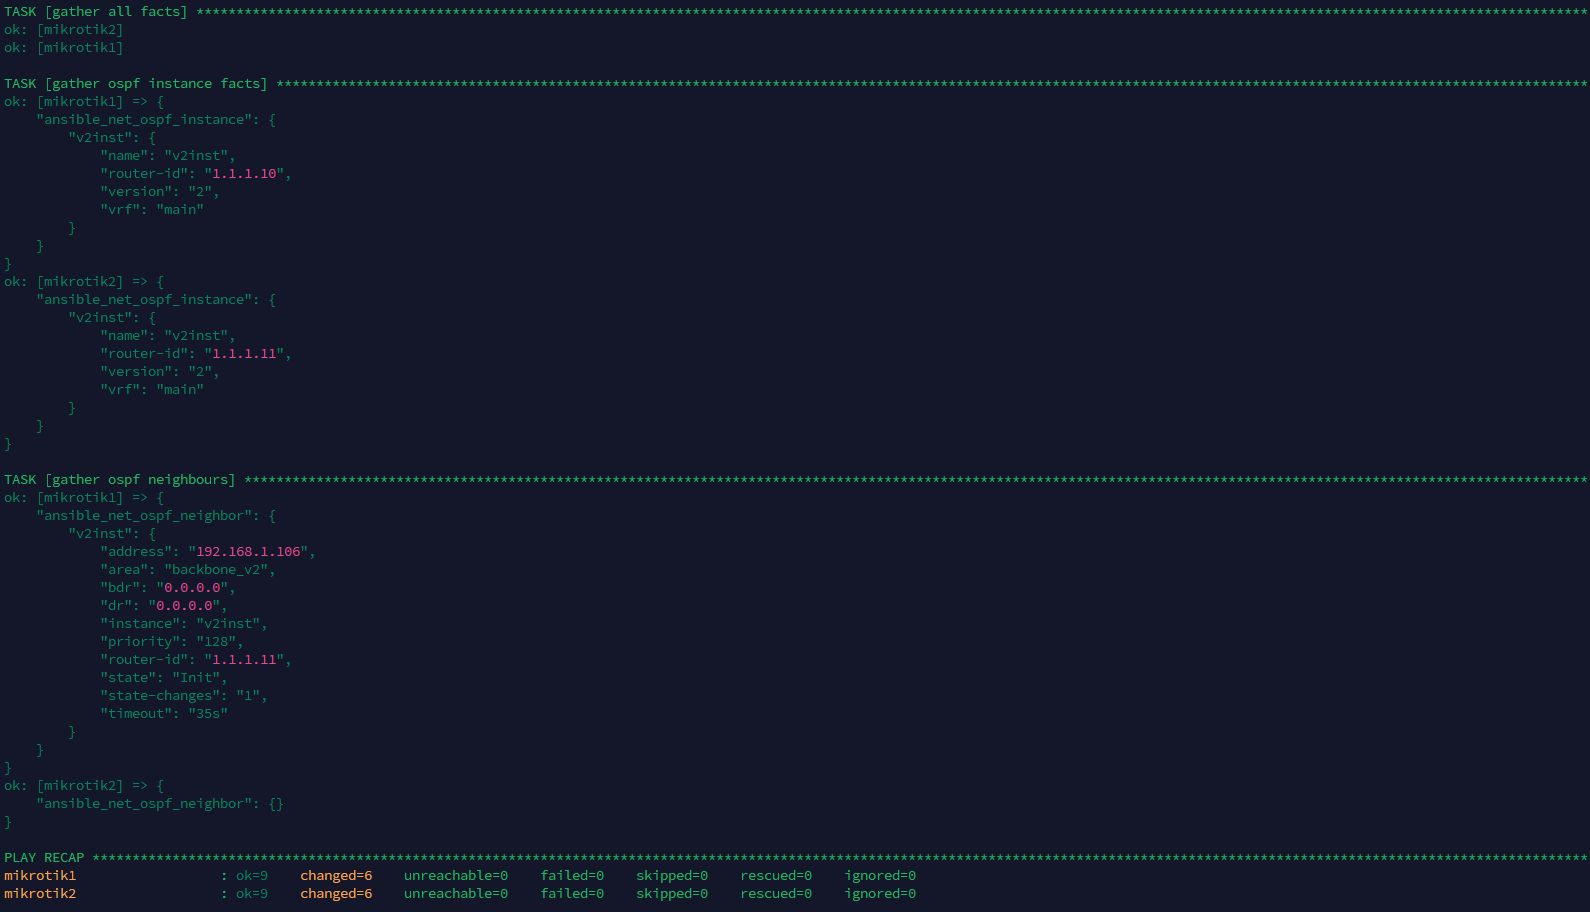 TASK [gather all facts] ******************************************************************************************************************************************************************************
ok: [mikrotik2]
ok: [mikrotik1]
TASK [gather ospf instance facts] ********************************************************************************************************************************************************************
ok: [mikrotik1] => {
    "ansible_net_ospf_instance": {
        "v2inst": {
            "name": "v2inst",
            "router-id": "1.1.1.10",
            "version": "2",
            "vrf": "main"
        }
    }
}
ok: [mikrotik2] => {
    "ansible_net_ospf_instance": {
        "v2inst": {
            "name": "v2inst",
            "router-id": "1.1.1.11",
            "version": "2",
            "vrf": "main"
        }
    }
}
TASK [gather ospf neighbours] ************************************************************************************************************************************************************************
ok: [mikrotik1] => {
    "ansible_net_ospf_neighbor": {
        "v2inst": {
            "address": "192.168.1.106",
            "area": "backbone_v2",
            "bdr": "0.0.0.0",
            "dr": "0.0.0.0",
            "instance": "v2inst",
            "priority": "128",
            "router-id": "1.1.1.11",
            "state": "Init",
            "state-changes": "1",
            "timeout": "35s"
        }
    }
}
ok: [mikrotik2] => {
    "ansible_net_ospf_neighbor": {}
}
PLAY RECAP *******************************************************************************************************************************************************************************************
mikrotik1                  : ok=9    changed=6    unreachable=0    failed=0    skipped=0    rescued=0    ignored=0
mikrotik2                  : ok=9    changed=6    unreachable=0    failed=0    skipped=0    rescued=0    ignored=0